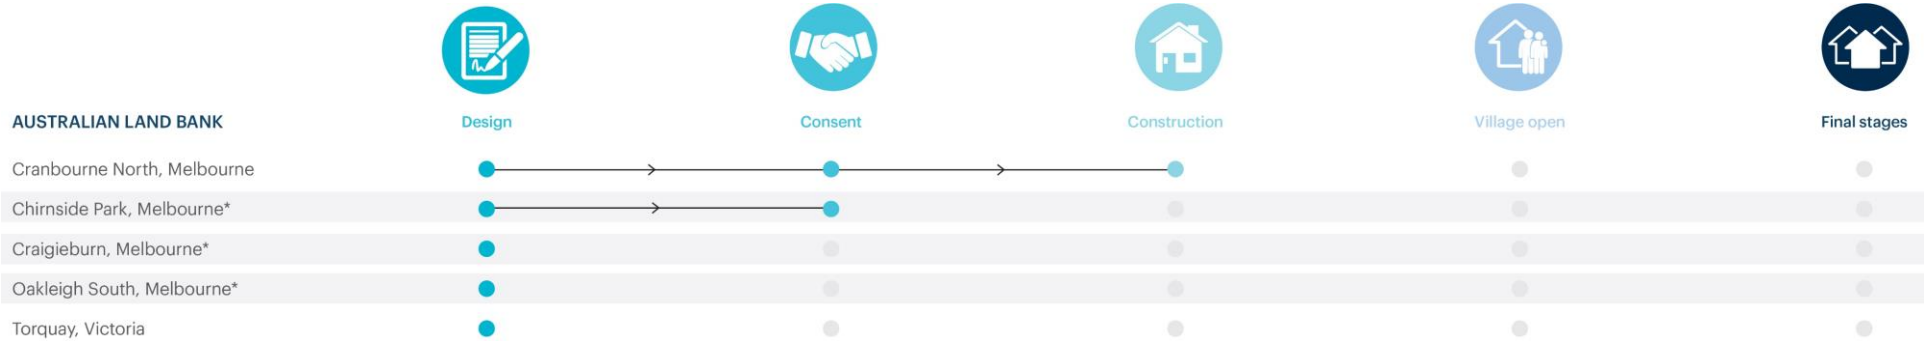 AUSTRALIAN LAND BANK Design Consent Construction Village open Final stages
Cranbourne North, Melbourne
Chirnside Park, Melbourne*
Craigieburn, Melbourne*
Oakleigh South, Melbourne*
Torquay, Victoria